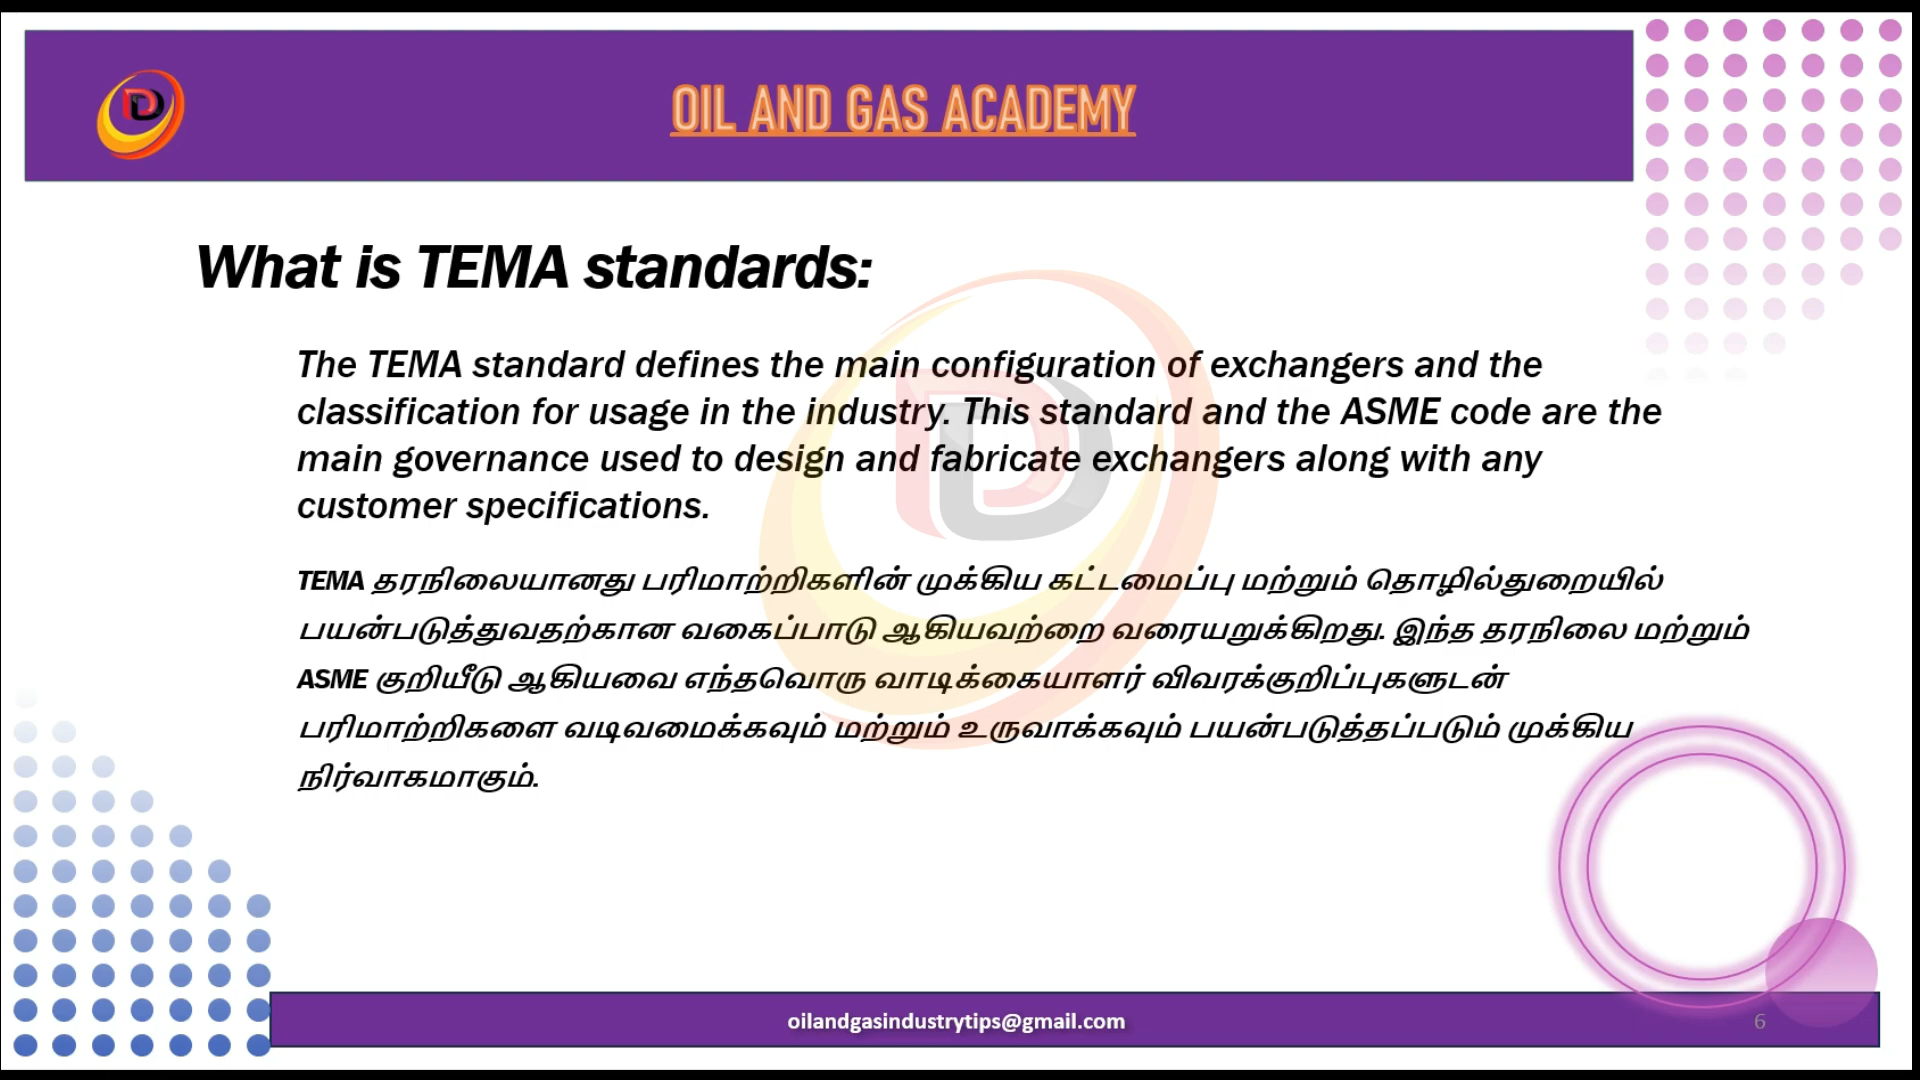 OIL AND GAS ACADEMY
What is TEMA standards:
The TEMA standard defines the main configuration of exchangers and the
classification for usage in the industry. This standard and the ASME code are the
main governance used to design and fabricate exchangers along with any
customer specifications.
TEMA தரநிலையானது பரிமாற்றிகளின் முக்கிய கட்டமைப்பு மற்றும் தொழில்துறையில்
பயன்படுத்துவதற்கான வகைப்பாடு ஆகியவற்றை வரையறுக்கிறது. இந்த தரநிலை மற்றும்
ASME குறியீடு ஆகியவை எந்தவொரு வாடிக்கையாளர் விவரக்குறிப்புகளுடன்
பரிமாற்றிகளை வடிவமைக்கவும் மற்றும் உருவாக்கவும் பயன்படுத்தப்படும் முக்கிய
நிர்வாகமாகும்.
oilandgasindustrytips@gmail.com
6